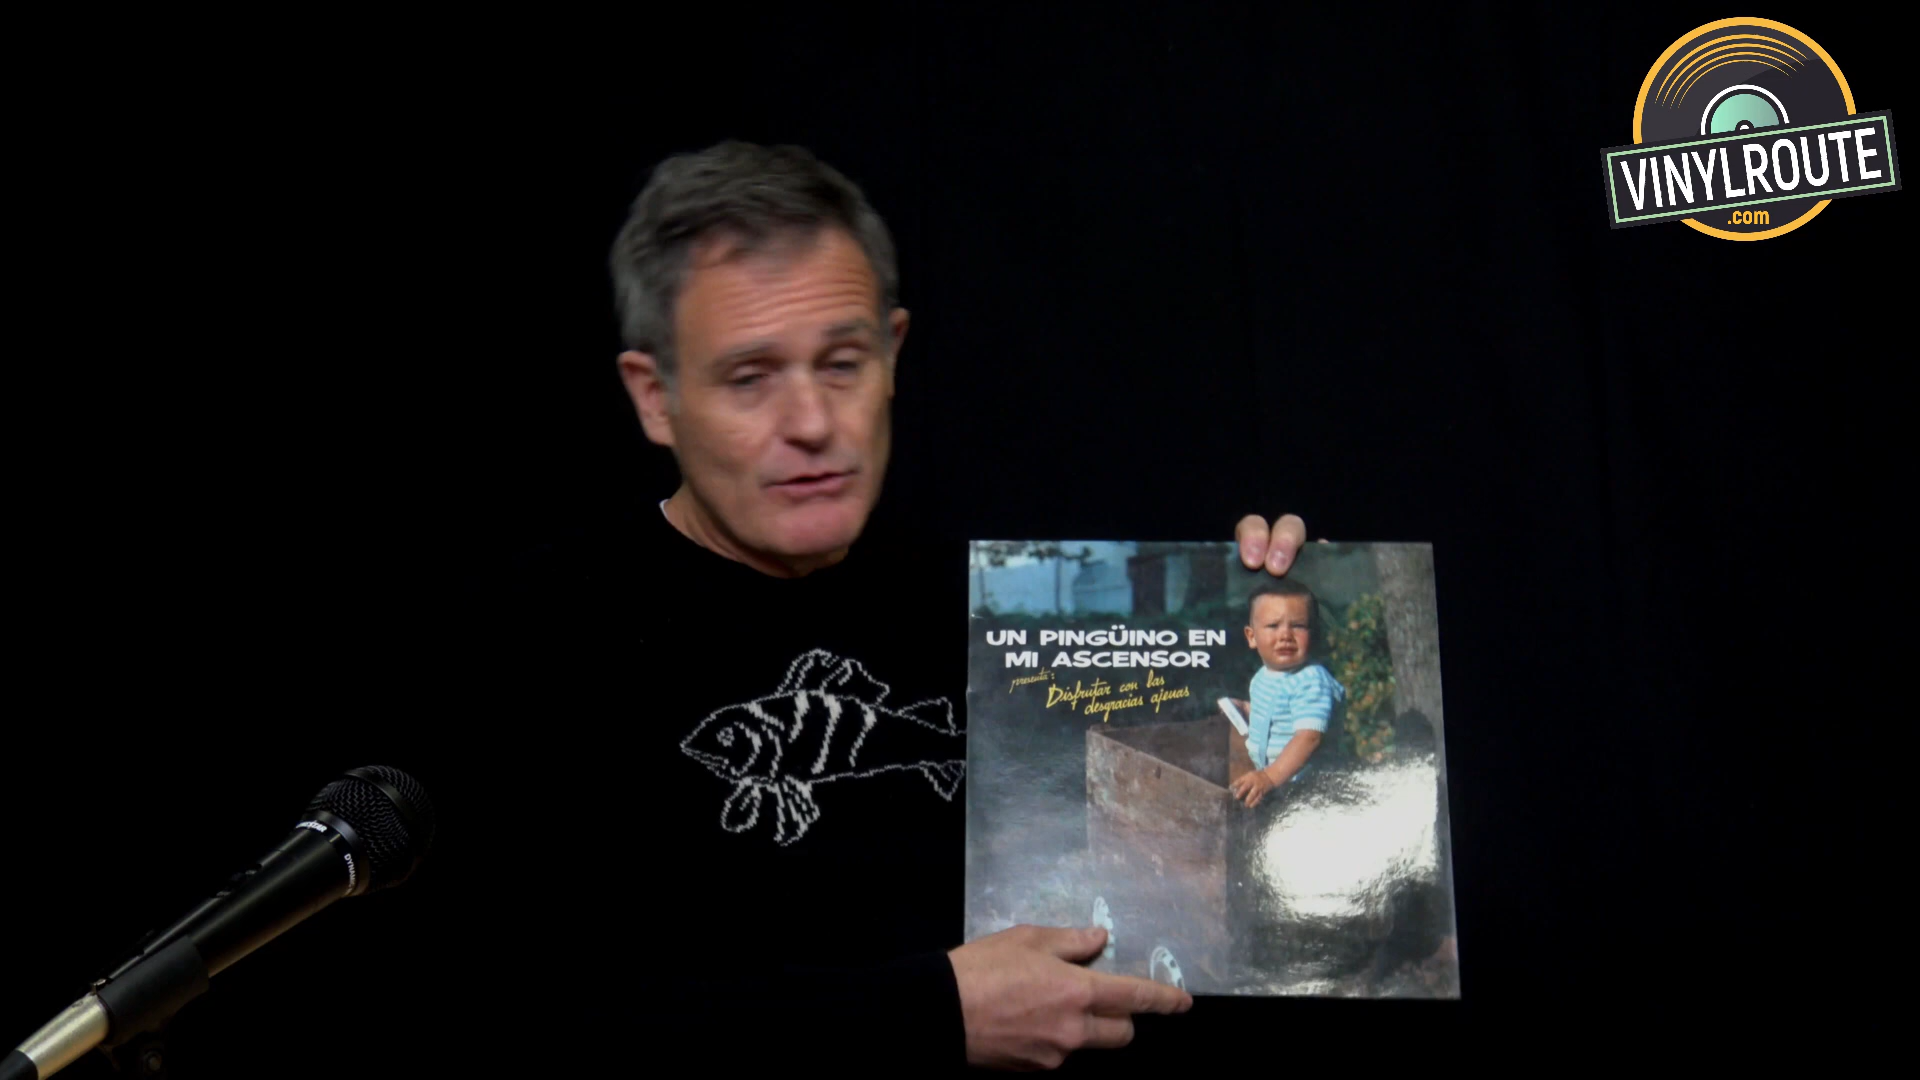 VINYLROUTE
.com
UN PINGÜINO EN
MI ASCENSOR
presenta:
Disfrutar con las
desgracias ajenas